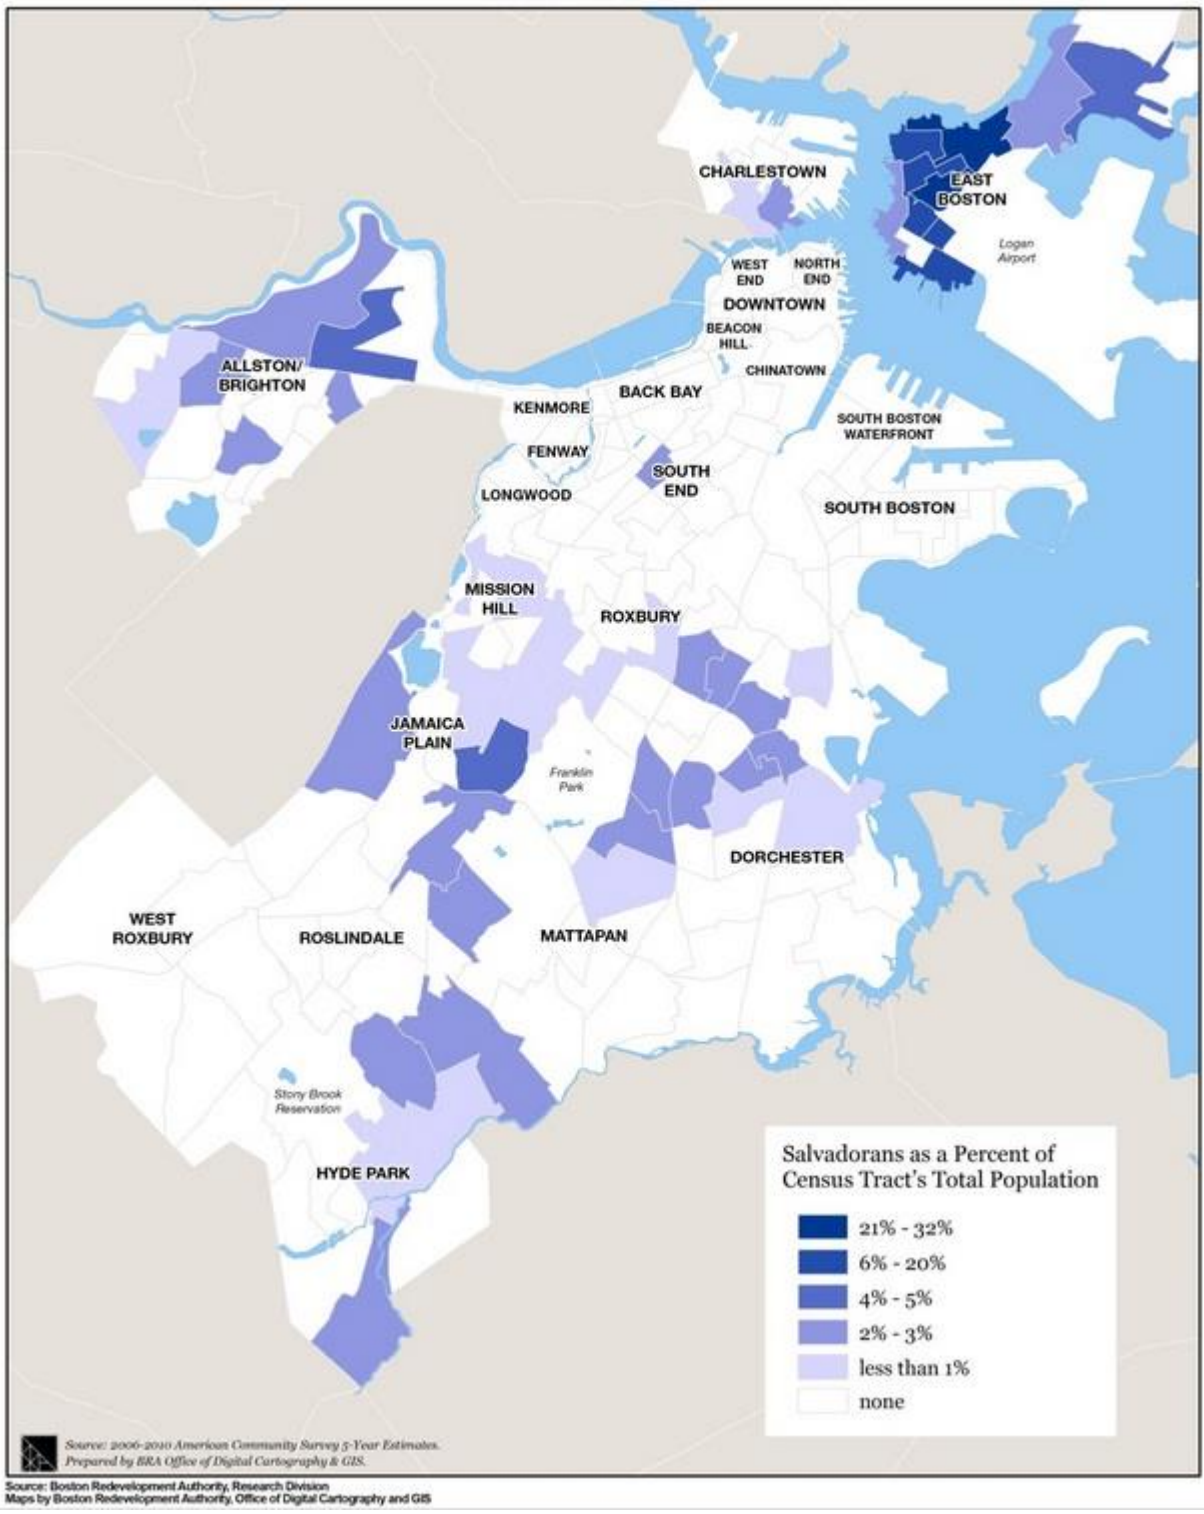 CHARLESTOWN
EAST
BOSTON
Logan
Airport
WEST
END
NORTH
END
DOWNTOWN
BEACON
HILL
CHINATOWN
ALLSTON/
BRIGHTON
BACK BAY
KENMORE
SOUTH BOSTON
WATERFRONT
FENWAY
SOUTH
END
LONGWOOD
SOUTH BOSTON
MISSION
HILL
ROXBURY
JAMAICA
PLAIN
Franklin
Park
DORCHESTER
WEST
ROXBURY
ROSLINDALE
MATTAPAN
Stony Brook
Reservation
HYDE PARK
Salvadorans as a Percent of
Census Tract's Total Population
21% - 32%
6% - 20%
4% - 5%
2% - 3%
less than 1%
none
Source: 2006-2010 American Community Survey 5-Year Estimates.
Prepared by BRA Office of Digital Cartography & GIS.
Source: Boston Redevelopment Authority, Research Division
Maps by Boston Redevelopment Authority, Office of Digital Cartography and GIS